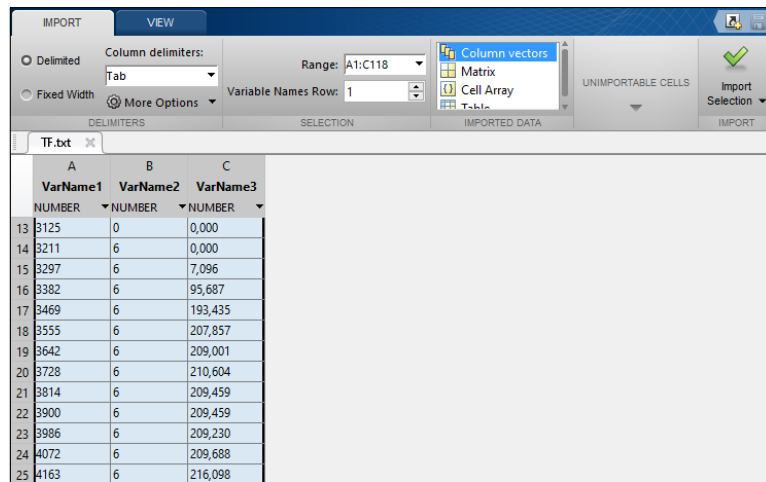 IMPORT VIEW
Delimited Column delimiters: Range: A1:C118 Column vectors
Tab Matrix UNIMPORTABLE CELLS
Fixed Width More Options Variable Names Row: 1 Cell Array Import Selection
Table
DELIMITERS SELECTION IMPORTED DATA IMPORT
TF.txt
A B C
VarName1 VarName2 VarName3
NUMBER NUMBER NUMBER
13 3125 0 0,000
14 3211 6 0,000
15 3297 6 7,096
16 3382 6 95,687
17 3469 6 193,435
18 3555 6 207,857
19 3642 6 209,001
20 3728 6 210,604
21 3814 6 209,459
22 3900 6 209,459
23 3986 6 209,230
24 4072 6 209,688
25 4163 6 216,098